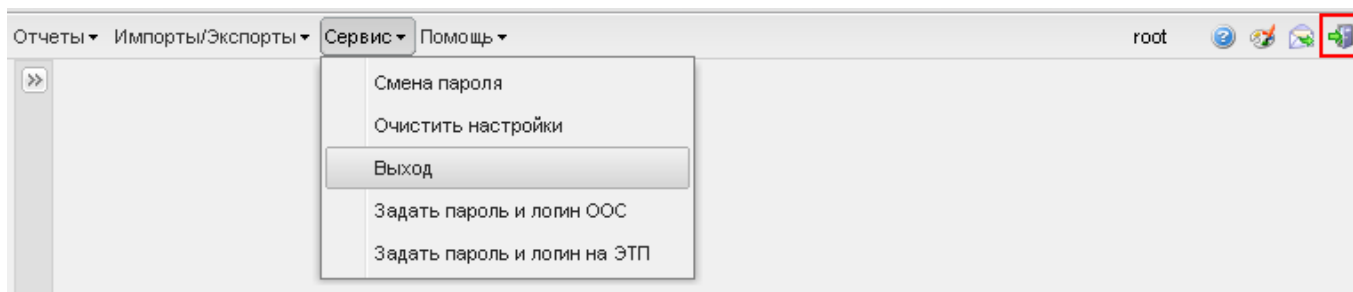 Отчеты Импорты/Экспорты Сервис Помощь root
Смена пароля
Очистить настройки
Выход
Задать пароль и логин ООС
Задать пароль и логин на ЭТП